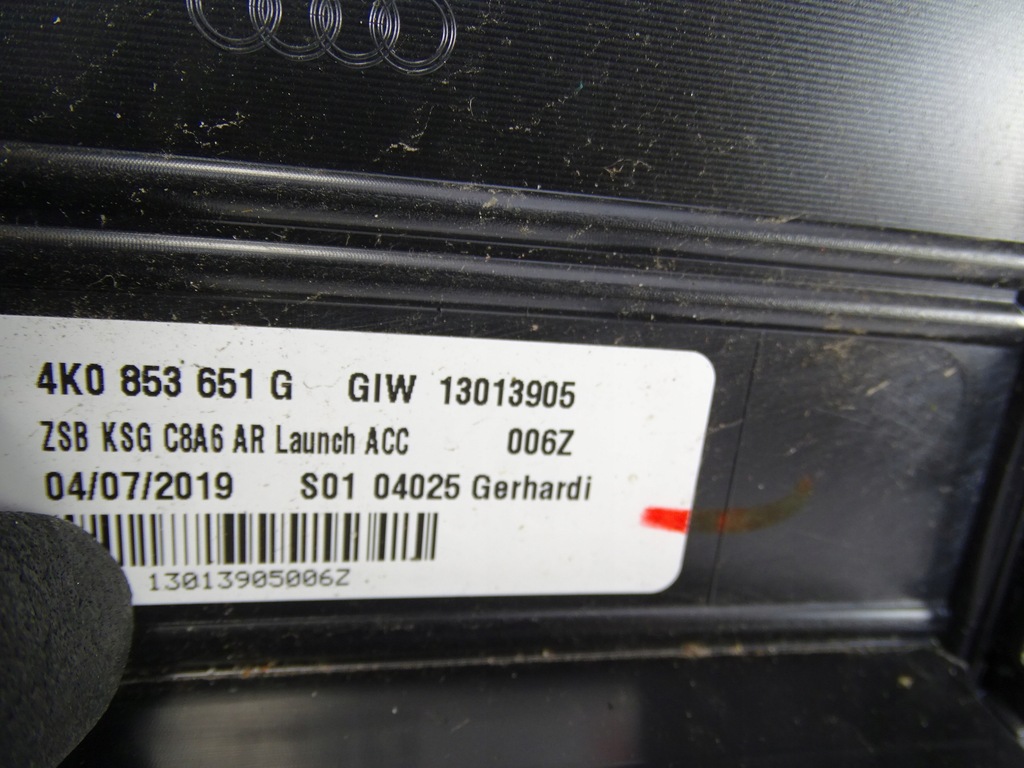 4K0 853 651 G GIW 13013905
ZSB KSG C8A6 AR Launch ACC 006Z
04/07/2019 S01 04025 Gerhardi
13013905006Z